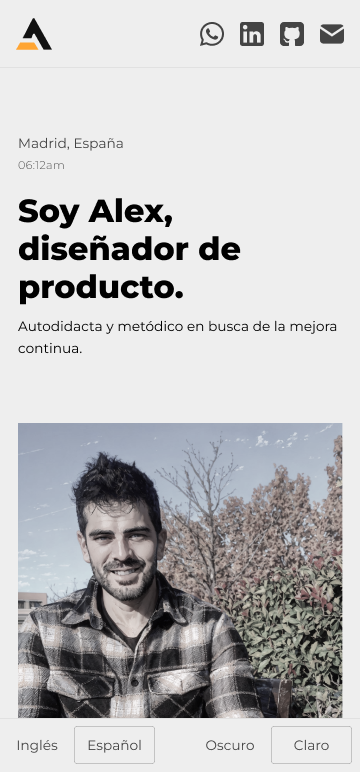 Madrid, España
06:12am
Soy Alex,
diseñador de
producto.
Autodidacta y metódico en busca de la mejora
continua.
Inglés Español Oscuro Claro